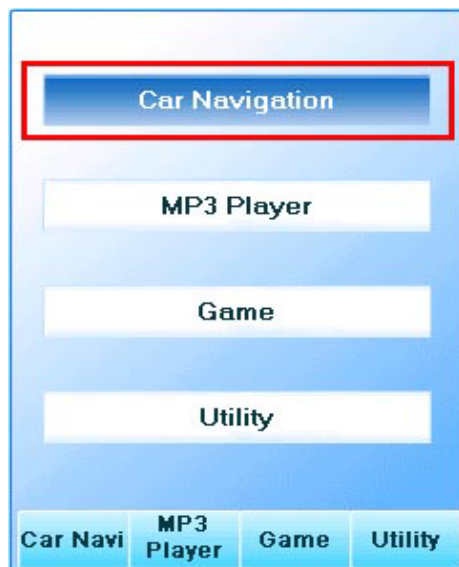 Car Navigation
MP3 Player
Game
Utility
Car Navi
MP3
Player
Game
Utility